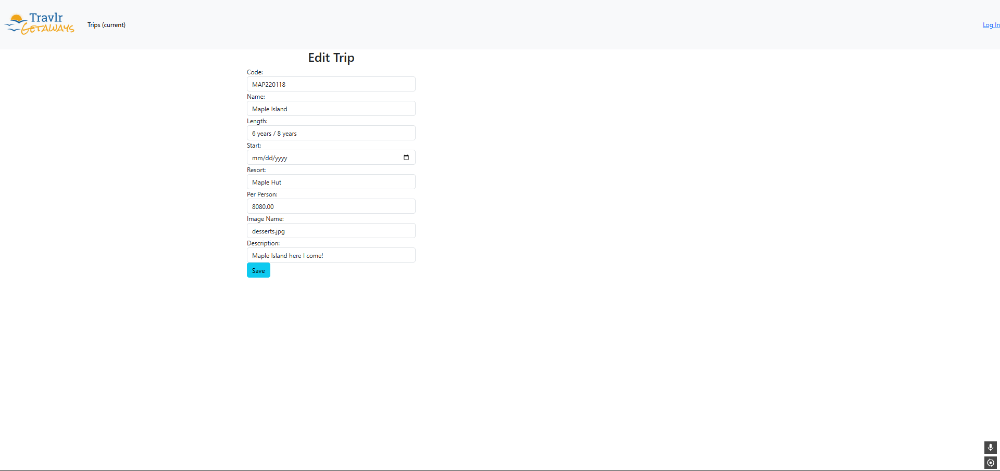 Travlr
Getaways
Trips (current)
Log In
Edit Trip
Code:
MAP220118
Name:
Maple Island
Length:
6 years / 8 years
Start:
mm/dd/yyyy
Resort:
Maple Hut
Per Person:
8080.00
Image Name:
desserts.jpg
Description:
Maple Island here I come!
Save